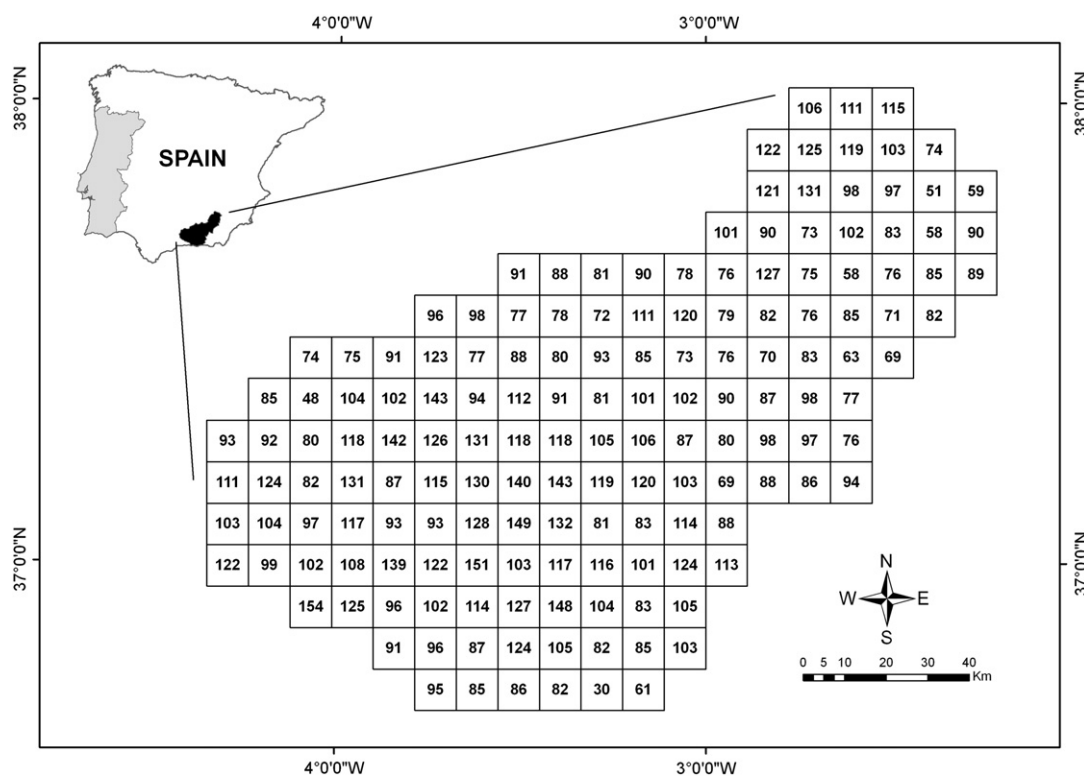 4°0'0"W 3°0'0"W
38°0'0"N 38°0'0"N
106 111 115
122 125 119 103 74
SPAIN
121 131 98 97 51 59
101 90 73 102 83 58 90
91 88 81 90 78 76 127 75 58 76 85 89
96 98 77 78 72 111 120 79 82 76 85 71 82
74 75 91 123 77 88 80 93 85 73 76 70 83 63 69
85 48 104 102 143 94 112 91 81 101 102 90 87 98 77
93 92 80 118 142 126 131 118 118 105 106 87 80 98 97 76
111 124 82 131 87 115 130 140 143 119 120 103 69 88 86 94
103 104 97 117 93 93 128 149 132 81 83 114 88
37°0'0"N 37°0'0"N
122 99 102 108 139 122 151 103 117 116 101 124 113
N
154 125 96 102 114 127 148 104 83 105
W E
S
91 96 87 124 105 82 85 103
0 5 10 20 30 40
Km
95 85 86 82 30 61
4°0'0"W 3°0'0"W